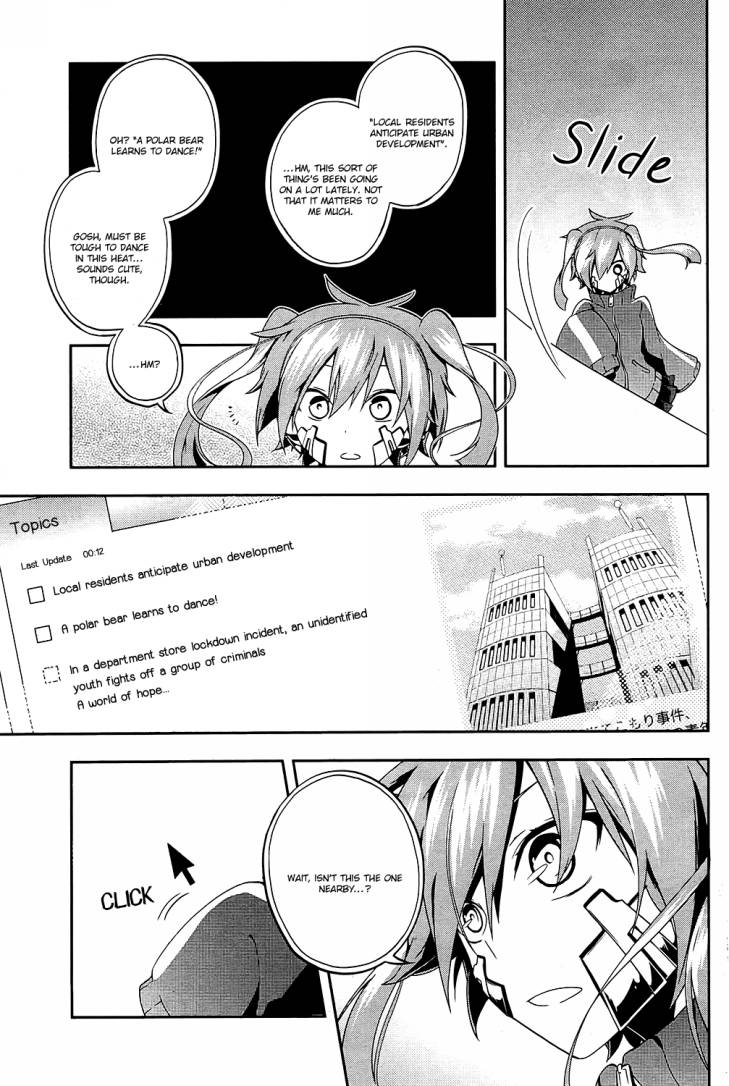 Slide
"LOCAL RESIDENTS
ANTICIPATE URBAN
DEVELOPMENT".
...HM, THIS SORT OF
THING'S BEEN GOING
ON A LOT LATELY. NOT
THAT IT MATTERS TO
ME MUCH.
OH? "A POLAR BEAR
LEARNS TO DANCE!"
GOSH, MUST BE
TOUGH TO DANCE
IN THIS HEAT...
SOUNDS CUTE,
THOUGH.
...HM?
Topics
Last Update 00:12
Local residents anticipate urban development
A polar bear learns to dance!
In a department store lockdown incident, an unidentified
youth fights off a group of criminals
A world of hope...
もり事件、
WAIT, ISN'T THIS THE ONE
NEARBY...?
CLICK